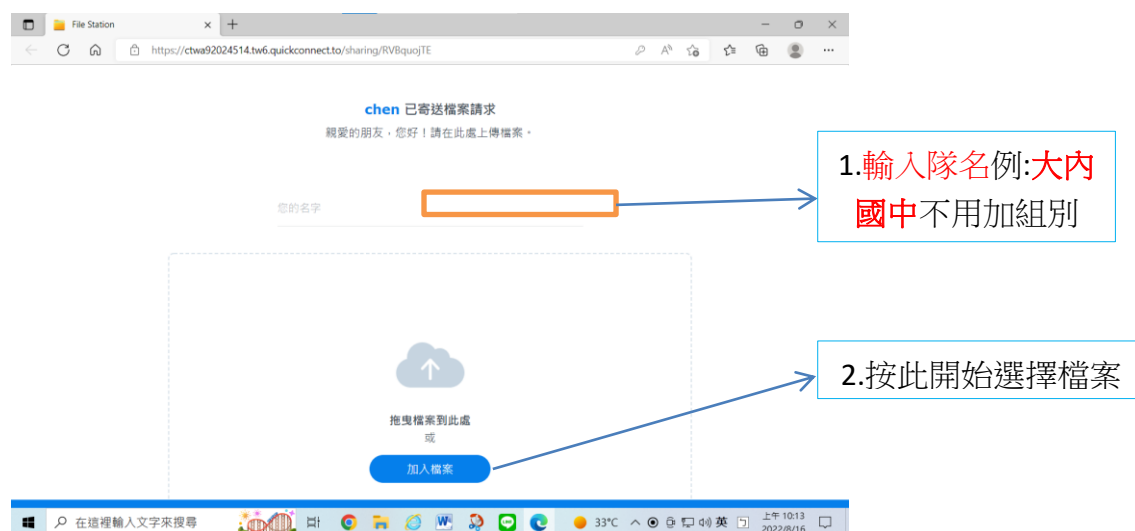 File Station
https://ctwa92024514.tw6.quickconnect.to/sharing/RVBquojTE
chen 已寄送檔案請求
親愛的朋友，您好！請在此處上傳檔案。
您的名字
1.輸入隊名例:大內
國中不用加組別
拖曳檔案到此處
或
加入檔案
2.按此開始選擇檔案
在這裡輸入文字來搜尋
33°C
英
上午 10:13
2022/8/16